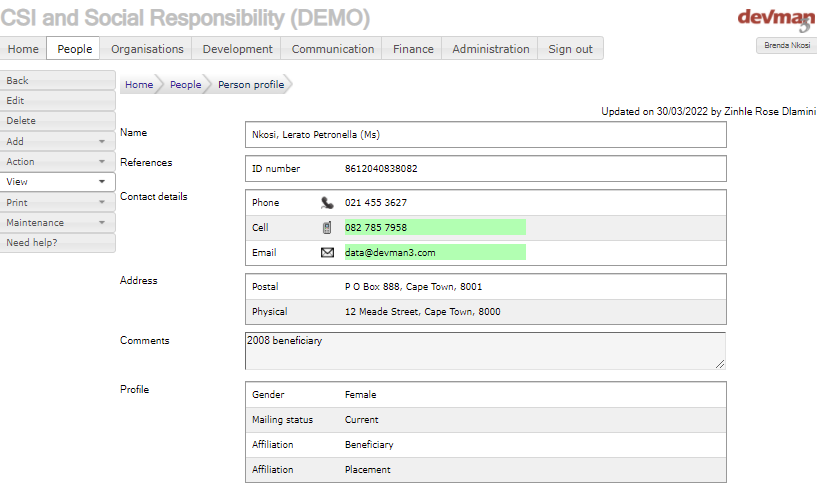 CSI and Social Responsibility (DEMO)
devman
3
Home People Organisations Development Communication Finance Administration Sign out
Brenda Nkosi
Back
Edit
Delete
Add
Action
View
Print
Maintenance
Need help?
Home People Person profile
Updated on 30/03/2022 by Zinhle Rose Dlamini
Name Nkosi, Lerato Petronella (Ms)
References ID number 8612040838082
Contact details Phone 021 455 3627
Cell 082 785 7958
Email data@devman3.com
Address Postal P O Box 888, Cape Town, 8001
Physical 12 Meade Street, Cape Town, 8000
Comments 2008 beneficiary
Profile Gender Female
Mailing status Current
Affiliation Beneficiary
Affiliation Placement